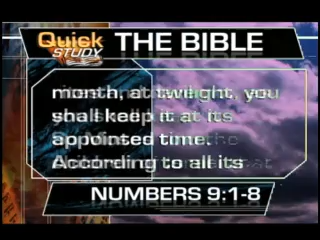 Quick
STUDY
THE BIBLE
month, at twilight, you
shall keep it at its
appointed time.
According to all its
NUMBERS 9:1-8